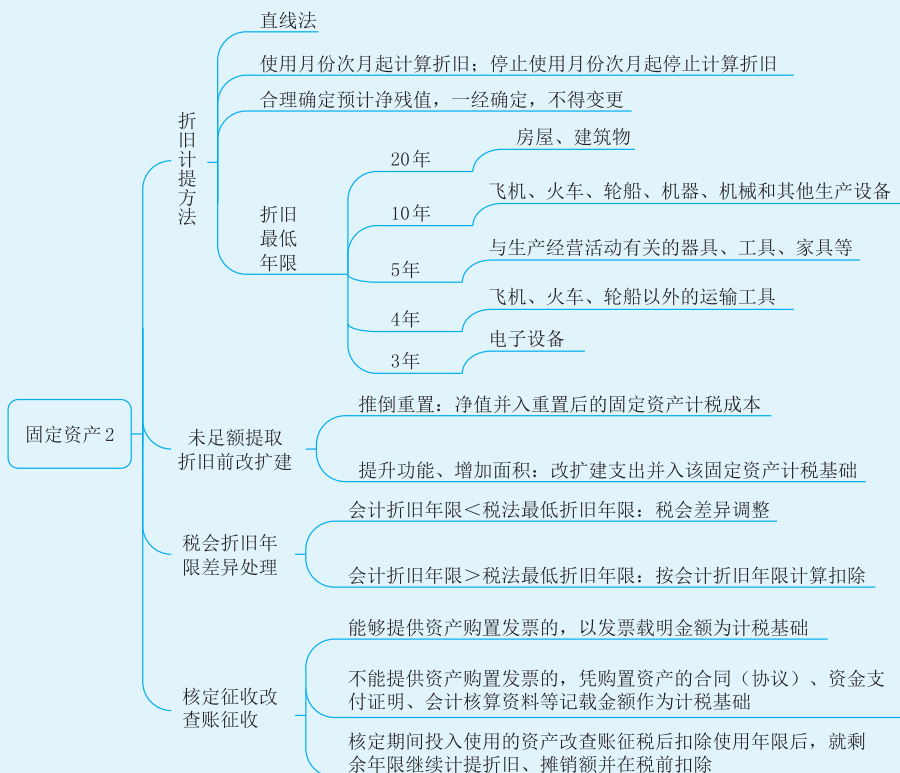 固定资产2
折旧计提方法
直线法
使用月份次月起计算折旧；停止使用月份次月起停止计算折旧
合理确定预计净残值，一经确定，不得变更
折旧
最低
年限
20年
房屋、建筑物
10年
飞机、火车、轮船、机器、机械和其他生产设备
5年
与生产经营活动有关的器具、工具、家具等
4年
飞机、火车、轮船以外的运输工具
3年
电子设备
未足额提取
折旧前改扩建
推倒重置：净值并入重置后的固定资产计税成本
提升功能、增加面积：改扩建支出并入该固定资产计税基础
税会折旧年
限差异处理
会计折旧年限＜税法最低折旧年限：税会差异调整
会计折旧年限＞税法最低折旧年限：按会计折旧年限计算扣除
核定征收改
查账征收
能够提供资产购置发票的，以发票载明金额为计税基础
不能提供资产购置发票的，凭购置资产的合同（协议）、资金支
付证明、会计核算资料等记载金额作为计税基础
核定期间投入使用的资产改查账征税后扣除使用年限后，就剩
余年限继续计提折旧、摊销额并在税前扣除